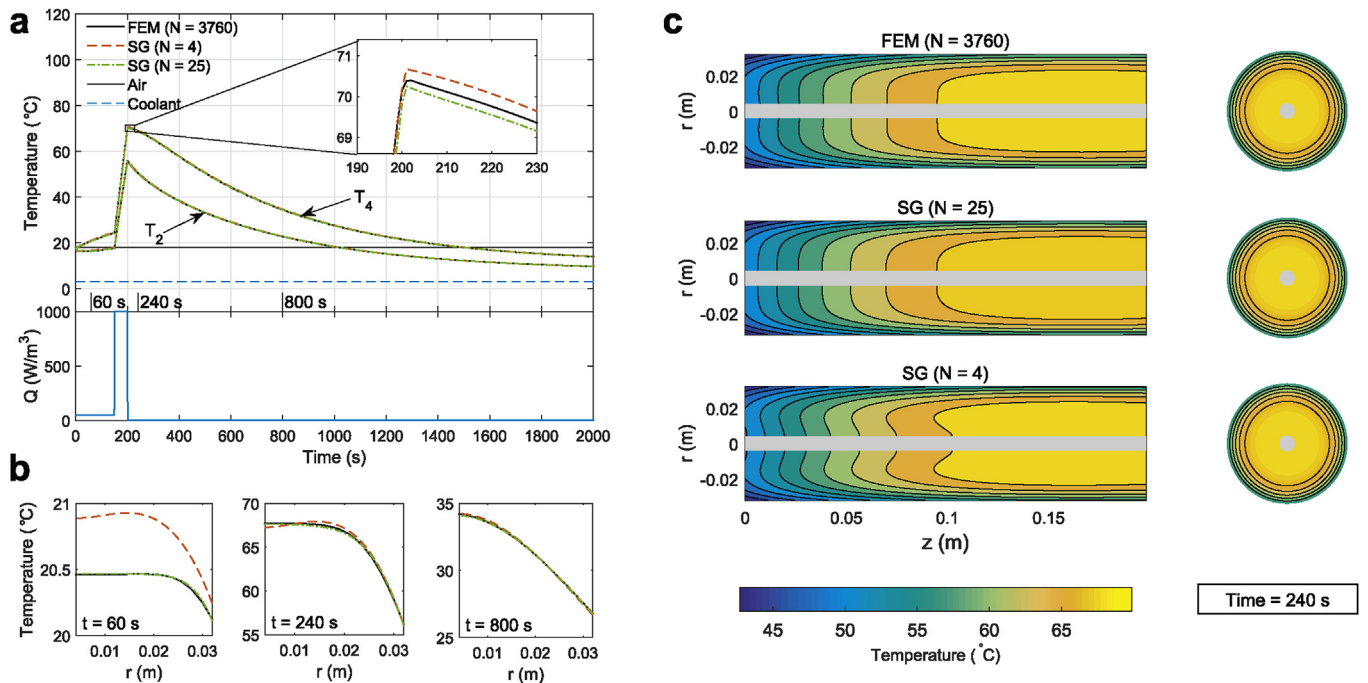 a
FEM (N = 3760)
SG (N = 4)
SG (N = 25)
Air
Coolant
Temperature (°C)
120
100
80
60
40
20
0
71
70
69
190 200 210 220 230
T2
T4
60 s
240 s
800 s
Q (W/m³)
1000
500
0
0 200 400 600 800 1000 1200 1400 1600 1800 2000
Time (s)
b
Temperature (°C)
21
20.5
20
t = 60 s
0.01 0.02 0.03
r (m)
70
65
60
55
t = 240 s
0.01 0.02 0.03
r (m)
35
30
25
t = 800 s
0.01 0.02 0.03
r (m)
c
FEM (N = 3760)
r (m)
0.02
0
-0.02
SG (N = 25)
r (m)
0.02
0
-0.02
SG (N = 4)
r (m)
0.02
0
-0.02
0 0.05 0.1 0.15
z (m)
45 50 55 60 65
Temperature (°C)
Time = 240 s